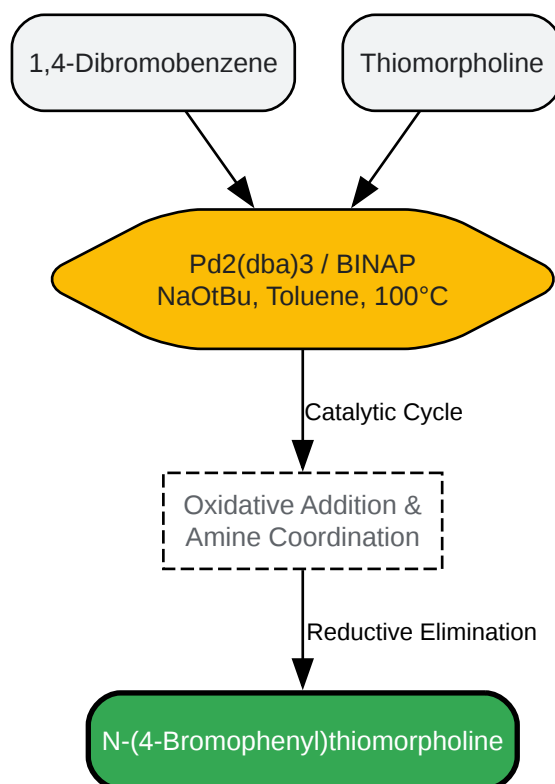 1,4-Dibromobenzene
Thiomorpholine
Pd2(dba)3 / BINAP
NaOtBu, Toluene, 100°C
Catalytic Cycle
Oxidative Addition &
Amine Coordination
Reductive Elimination
N-(4-Bromophenyl)thiomorpholine